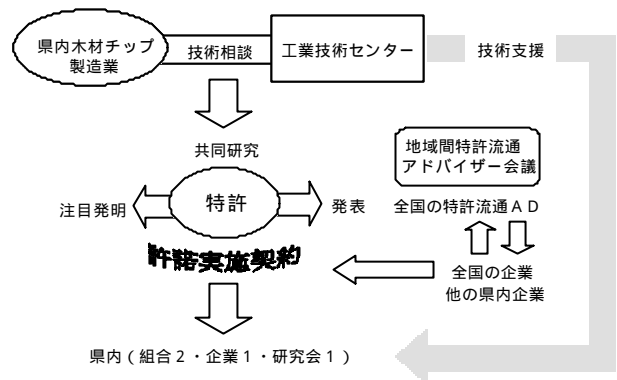 県内木材チップ
製造業
技術相談
工業技術センター
技術支援
共同研究
地域間特許流通
アドバイザー会議
注目発明
特許
発表
全国の特許流通ＡＤ
許諾実施契約
全国の企業
他の県内企業
県内（組合２・企業１・研究会１）